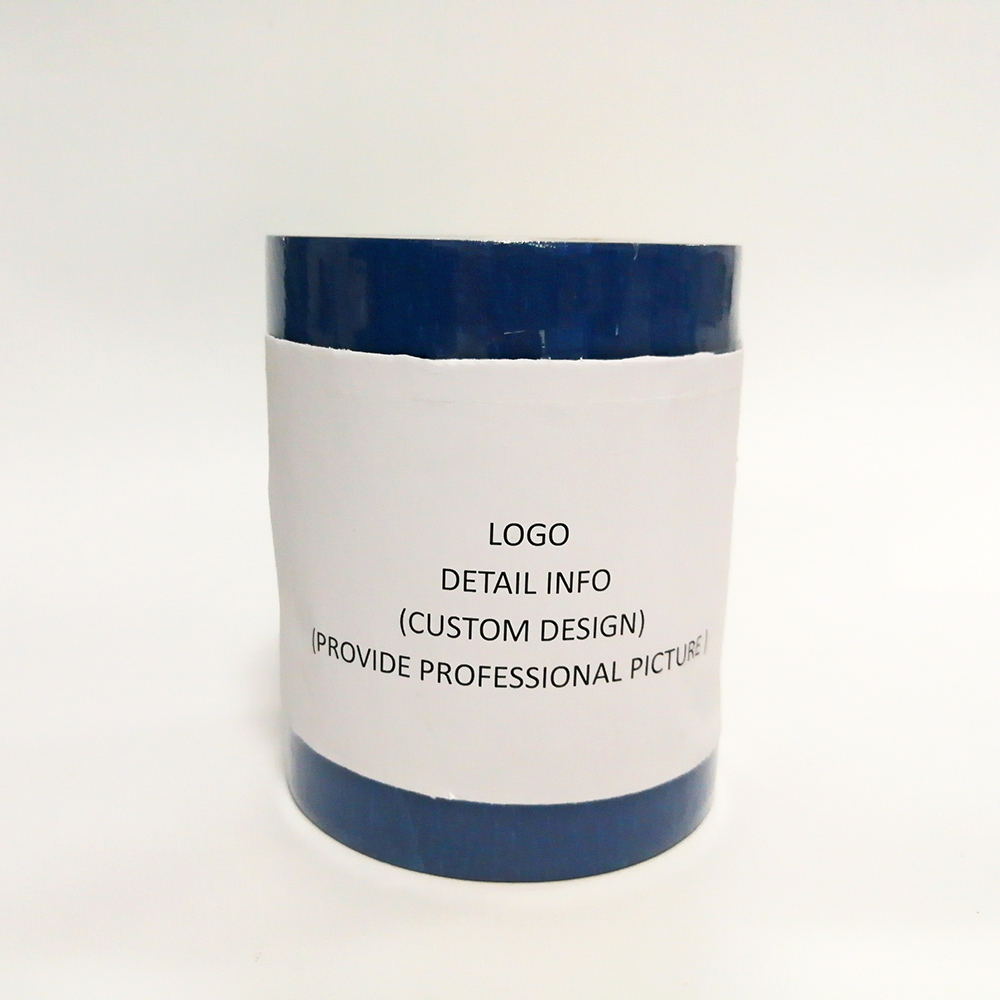 LOGO
DETAIL INFO
(CUSTOM DESIGN)
(PROVIDE PROFESSIONAL PICTURE )